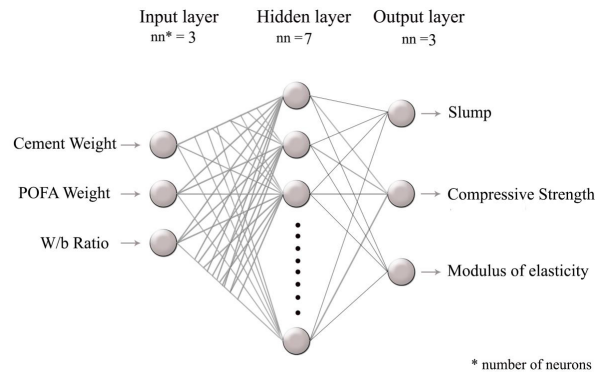 Input layer
nn* = 3
Hidden layer
nn = 7
Output layer
nn = 3
Cement Weight
POFA Weight
W/b Ratio
Slump
Compressive Strength
Modulus of elasticity
* number of neurons